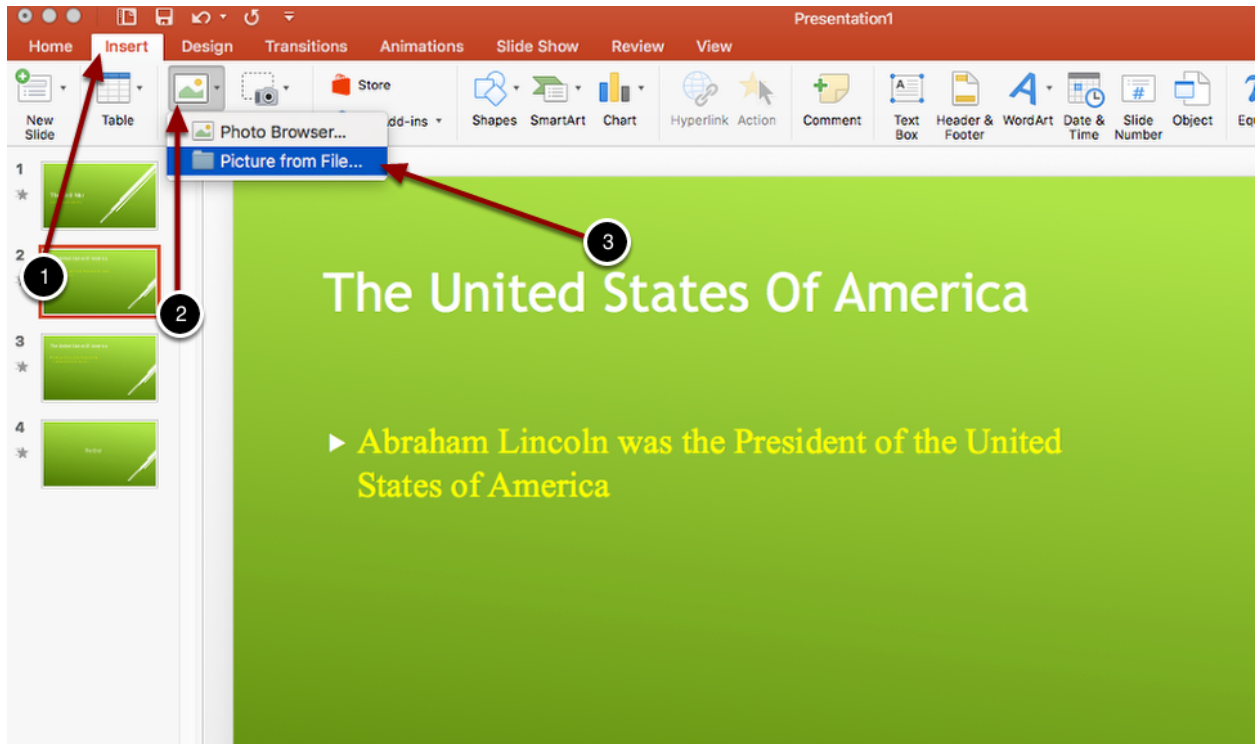 Presentation1
Home Insert Design Transitions Animations Slide Show Review View
New Slide
Table
Store
Shapes SmartArt Chart
Hyperlink Action
Comment
Text Box
Header & Footer
WordArt
Date & Time
Slide Number
Object
Photo Browser...
Picture from File...
1
2
3
4
1
2
3
The United States Of America
Abraham Lincoln was the President of the United
States of America